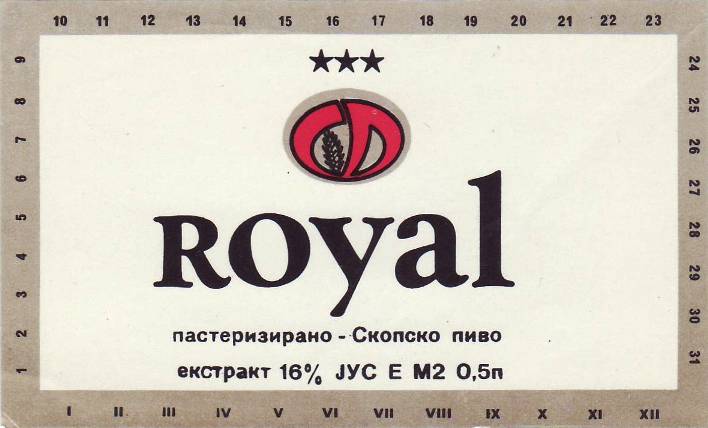 10 11 12 13 14 15 16 17 18 19 20 21 22 23
9 8 7 6 5 4 3 2 1
24 25 26 27 28 29 30 31
★★★
Royal
пастеризирано - Скопско пиво
екстракт 16% ЈУС Е М2 0,5л
I II III IV V VI VII VIII IX X XI XII